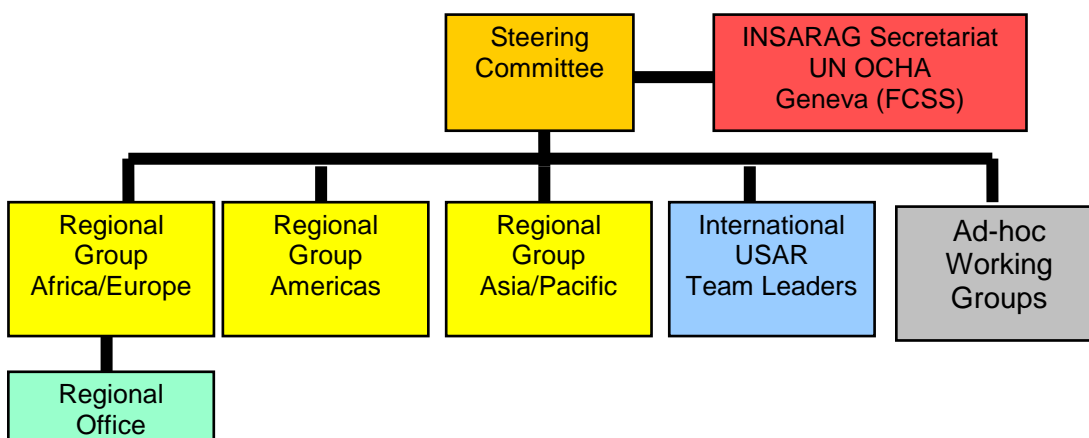 Steering
Committee
INSARAG Secretariat
UN OCHA
Geneva (FCSS)
Regional
Group
Africa/Europe
Regional
Group
Americas
Regional
Group
Asia/Pacific
International
USAR
Team Leaders
Ad-hoc
Working
Groups
Regional
Office